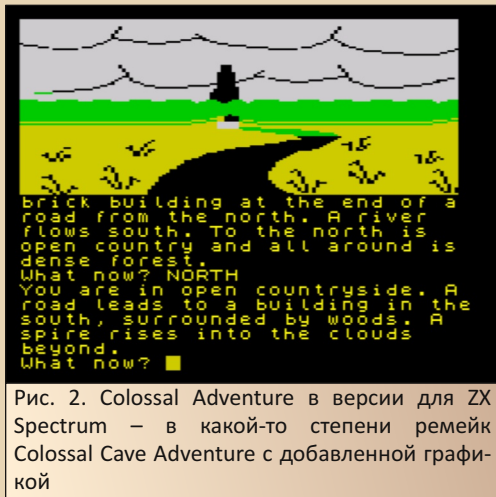 brick building at the end of a
road from the north. A river
flows south. To the north is
open country and all around is
dense forest.
What now? NORTH
You are in open countryside. A
road leads to a building in the
south, surrounded by woods. A
spire rises into the clouds
beyond.
What now?
Рис. 2. Colossal Adventure в версии для ZX
Spectrum – в какой-то степени ремейк
Colossal Cave Adventure с добавленной графи-
кой